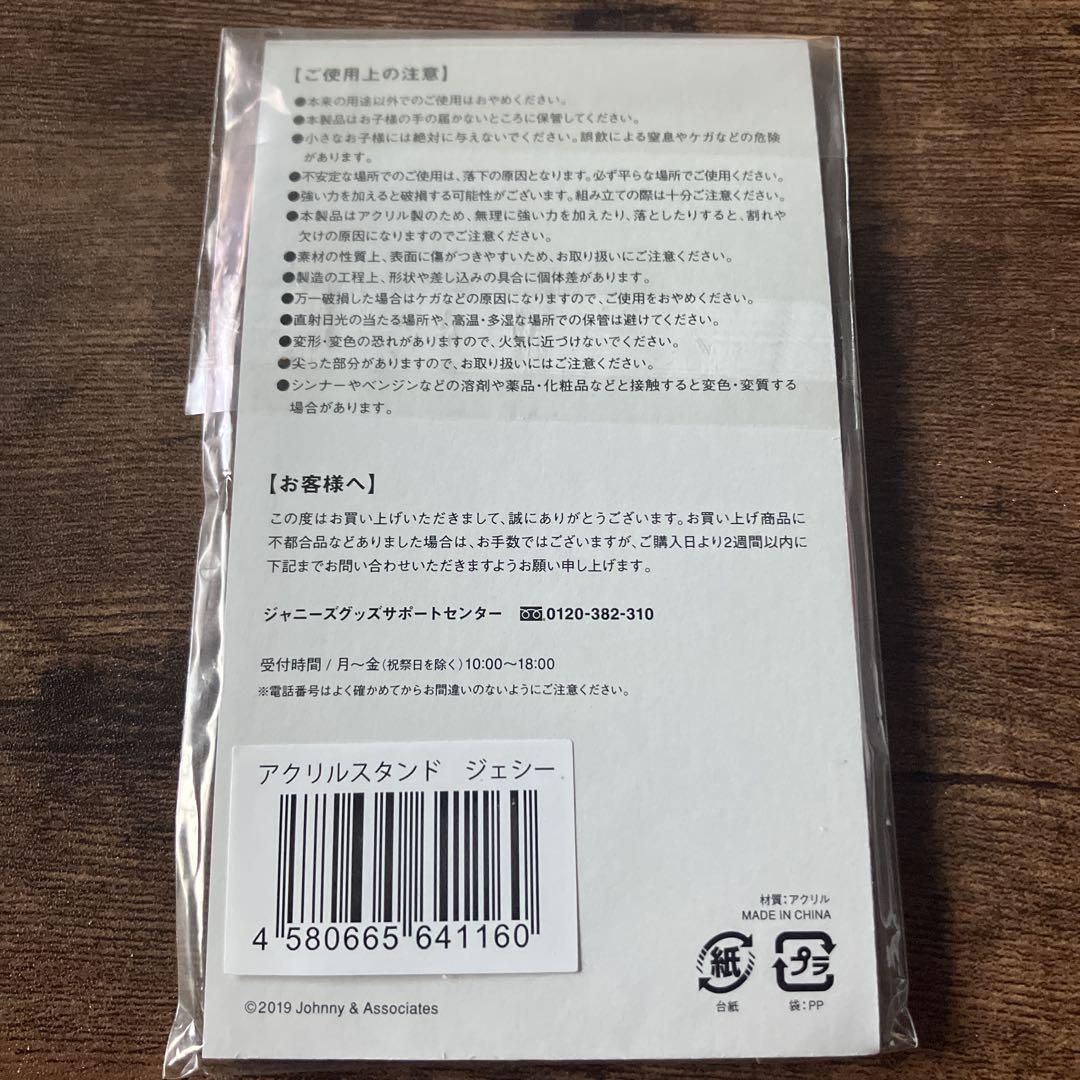 【ご使用上の注意】
●本来の用途以外でのご使用はおやめください。
●本製品はお子様の手の届かないところに保管してください。
●小さなお子様には絶対に与えないでください。誤飲による窒息やケガなどの危険
があります。
●不安定な場所でのご使用は、落下の原因となります。必ず平らな場所でご使用ください。
●強い力を加えると破損する可能性がございます。組み立ての際は十分ご注意ください。
●本製品はアクリル製のため、無理に強い力を加えたり、落としたりすると、割れや
欠けの原因になりますのでご注意ください。
●素材の性質上、表面に傷がつきやすいため、お取り扱いにご注意ください。
●製造の工程上、形状や差し込みの具合に個体差があります。
●万一破損した場合はケガなどの原因になりますので、ご使用をおやめください。
●直射日光の当たる場所や、高温・多湿な場所での保管は避けてください。
●変形・変色の恐れがありますので、火気に近づけないでください。
●尖った部分がありますので、お取り扱いにはご注意ください。
●シンナーやベンジンなどの溶剤や薬品・化粧品などと接触すると変色・変質する
場合があります。
【お客様へ】
この度はお買い上げいただきまして、誠にありがとうございます。お買い上げ商品に
不都合品などありました場合は、お手数ではございますが、ご購入日より2週間以内に
下記までお問い合わせいただきますようお願い申し上げます。
ジャニーズグッズサポートセンター 0120-382-310
受付時間 / 月〜金(祝祭日を除く)10:00〜18:00
※電話番号はよく確かめてからお間違いのないようにご注意ください。
アクリルスタンド ジェシー
4 580665 641160
材質:アクリル
MADE IN CHINA
紙 プラ
台紙 袋:PP
©2019 Johnny & Associates